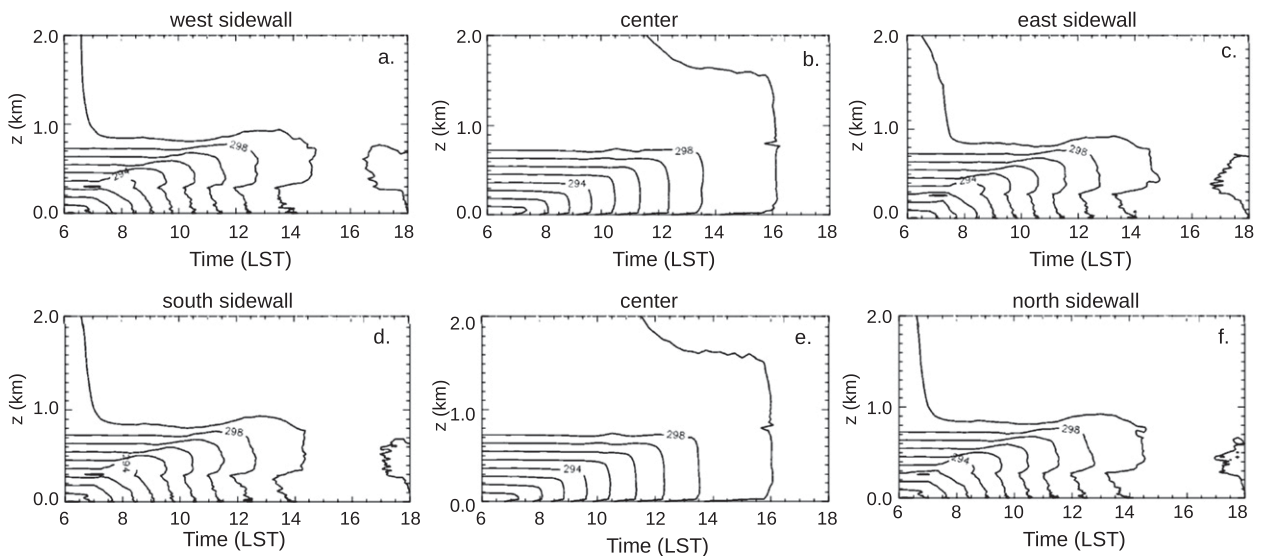 west sidewall
center
east sidewall
2.0
a.
2.0
b.
2.0
c.
z (km)
z (km)
z (km)
1.0
298
1.0
298
1.0
298
294
294
294
0.0
0.0
0.0
6 8 10 12 14 16 18
6 8 10 12 14 16 18
6 8 10 12 14 16 18
Time (LST)
Time (LST)
Time (LST)
south sidewall
center
north sidewall
2.0
d.
2.0
e.
2.0
f.
z (km)
z (km)
z (km)
1.0
298
1.0
298
1.0
298
94
294
294
0.0
0.0
0.0
6 8 10 12 14 16 18
6 8 10 12 14 16 18
6 8 10 12 14 16 18
Time (LST)
Time (LST)
Time (LST)